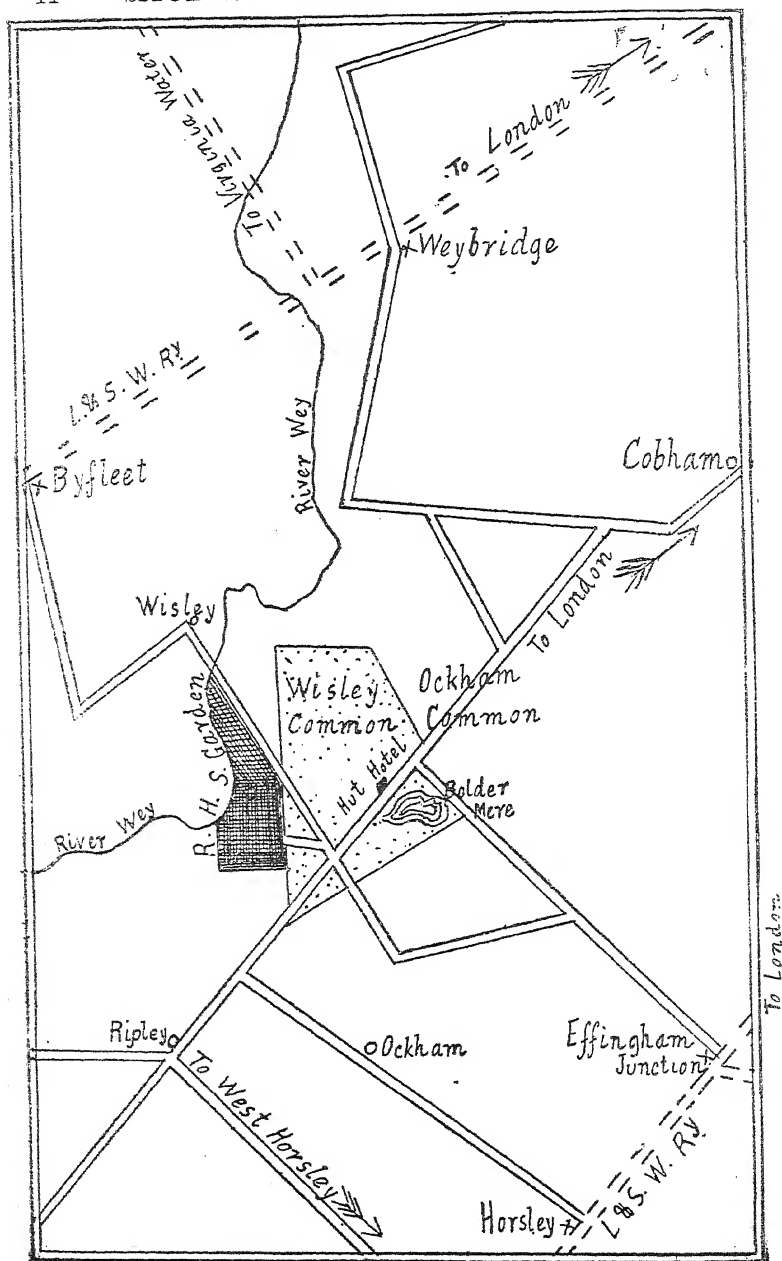 To Virginia Water
To London
Weybridge
L.&S.W.Ry
Byfleet
River Wey
Cobham
Wisley
To London
Wisley
Common
Ockham
Common
R. H. S. Garden
Hut Hotel
Bolder
Mere
River Wey
To London
Ripley
Ockham
Effingham
Junction
To West Horsley
L&S.W.Ry
Horsley